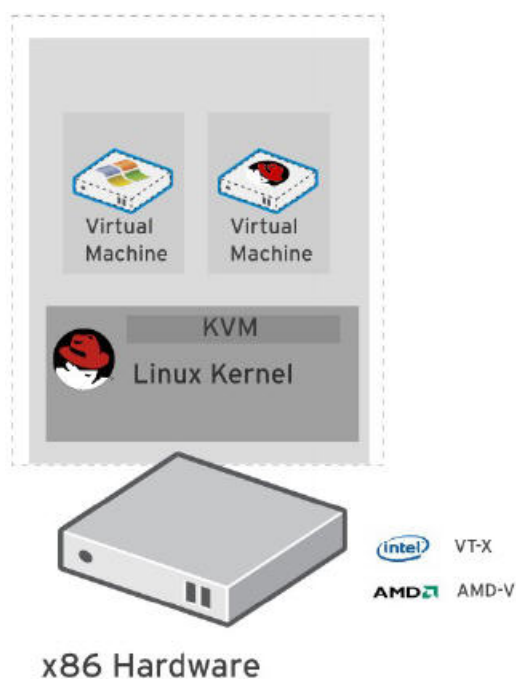 Virtual
Machine
Virtual
Machine
KVM
Linux Kernel
intel VT-X
AMD AMD-V
x86 Hardware